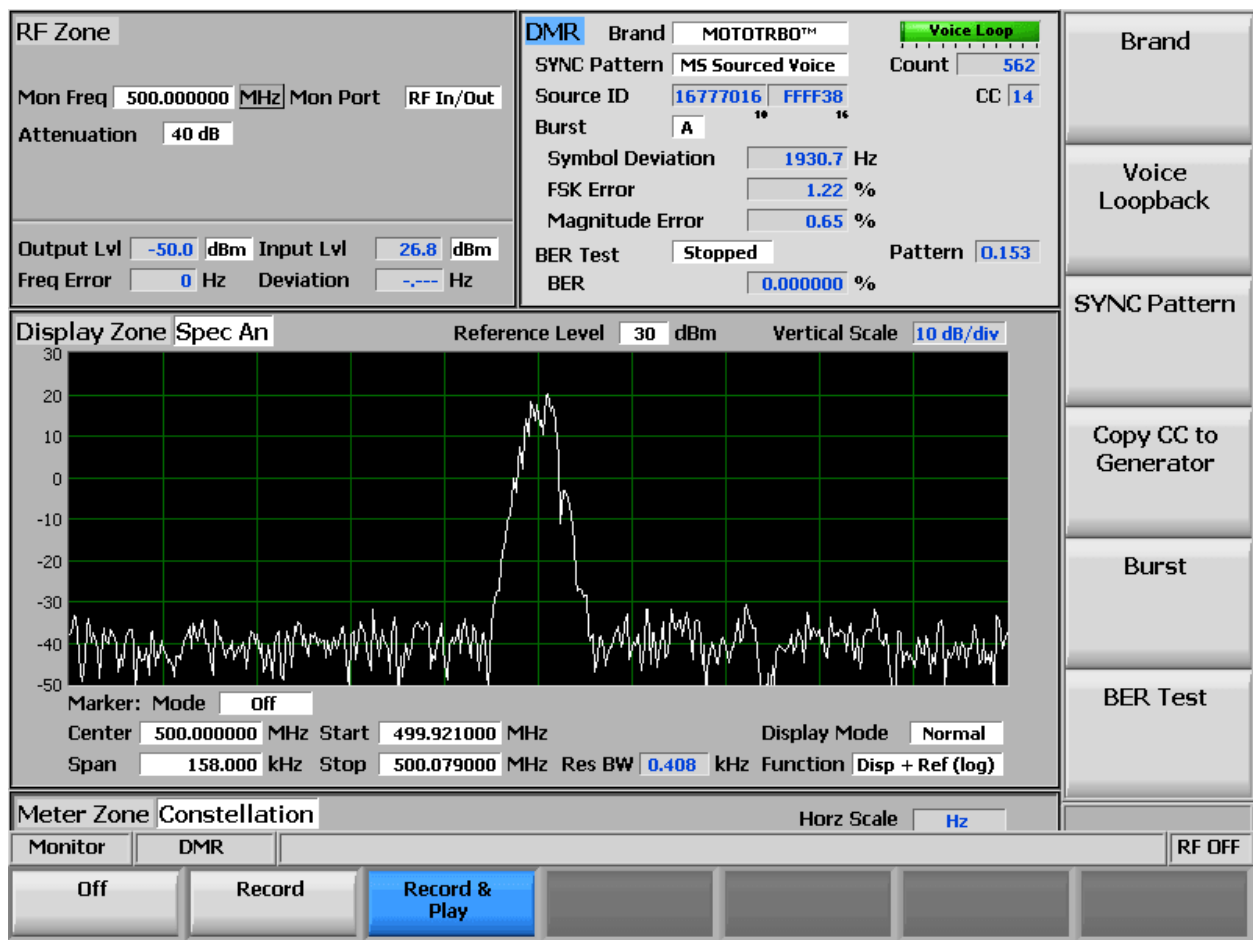 RF Zone
Mon Freq 500.000000 MHz Mon Port RF In/Out
Attenuation 40 dB
Output Lvl -50.0 dBm Input Lvl 26.8 dBm
Freq Error 0 Hz Deviation -.--- Hz
DMR Brand MOTOTRBO™ Voice Loop
SYNC Pattern MS Sourced Voice Count 562
Source ID 16777016 FFFF38 CC 14
10 16
Burst A
Symbol Deviation 1930.7 Hz
FSK Error 1.22 %
Magnitude Error 0.65 %
BER Test Stopped Pattern 0.153
BER 0.000000 %
Display Zone Spec An Reference Level 30 dBm Vertical Scale 10 dB/div
30
20
10
0
-10
-20
-30
-40
-50
Marker: Mode Off
Center 500.000000 MHz Start 499.921000 MHz Display Mode Normal
Span 158.000 kHz Stop 500.079000 MHz Res BW 0.408 kHz Function Disp + Ref (log)
Meter Zone Constellation Horz Scale Hz
Brand
Voice
Loopback
SYNC Pattern
Copy CC to
Generator
Burst
BER Test
Monitor DMR RF OFF
Off Record Record &
Play